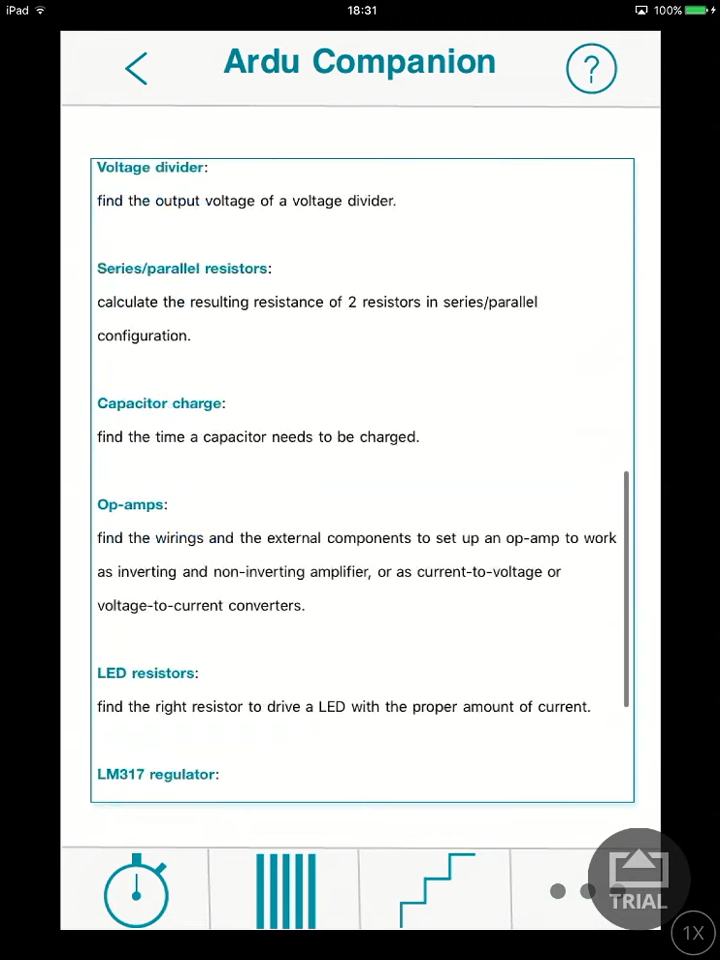 iPad 18:31 100%
Ardu Companion ?
Voltage divider:
find the output voltage of a voltage divider.
Series/parallel resistors:
calculate the resulting resistance of 2 resistors in series/parallel
configuration.
Capacitor charge:
find the time a capacitor needs to be charged.
Op-amps:
find the wirings and the external components to set up an op-amp to work
as inverting and non-inverting amplifier, or as current-to-voltage or
voltage-to-current converters.
LED resistors:
find the right resistor to drive a LED with the proper amount of current.
LM317 regulator:
TRIAL
1X